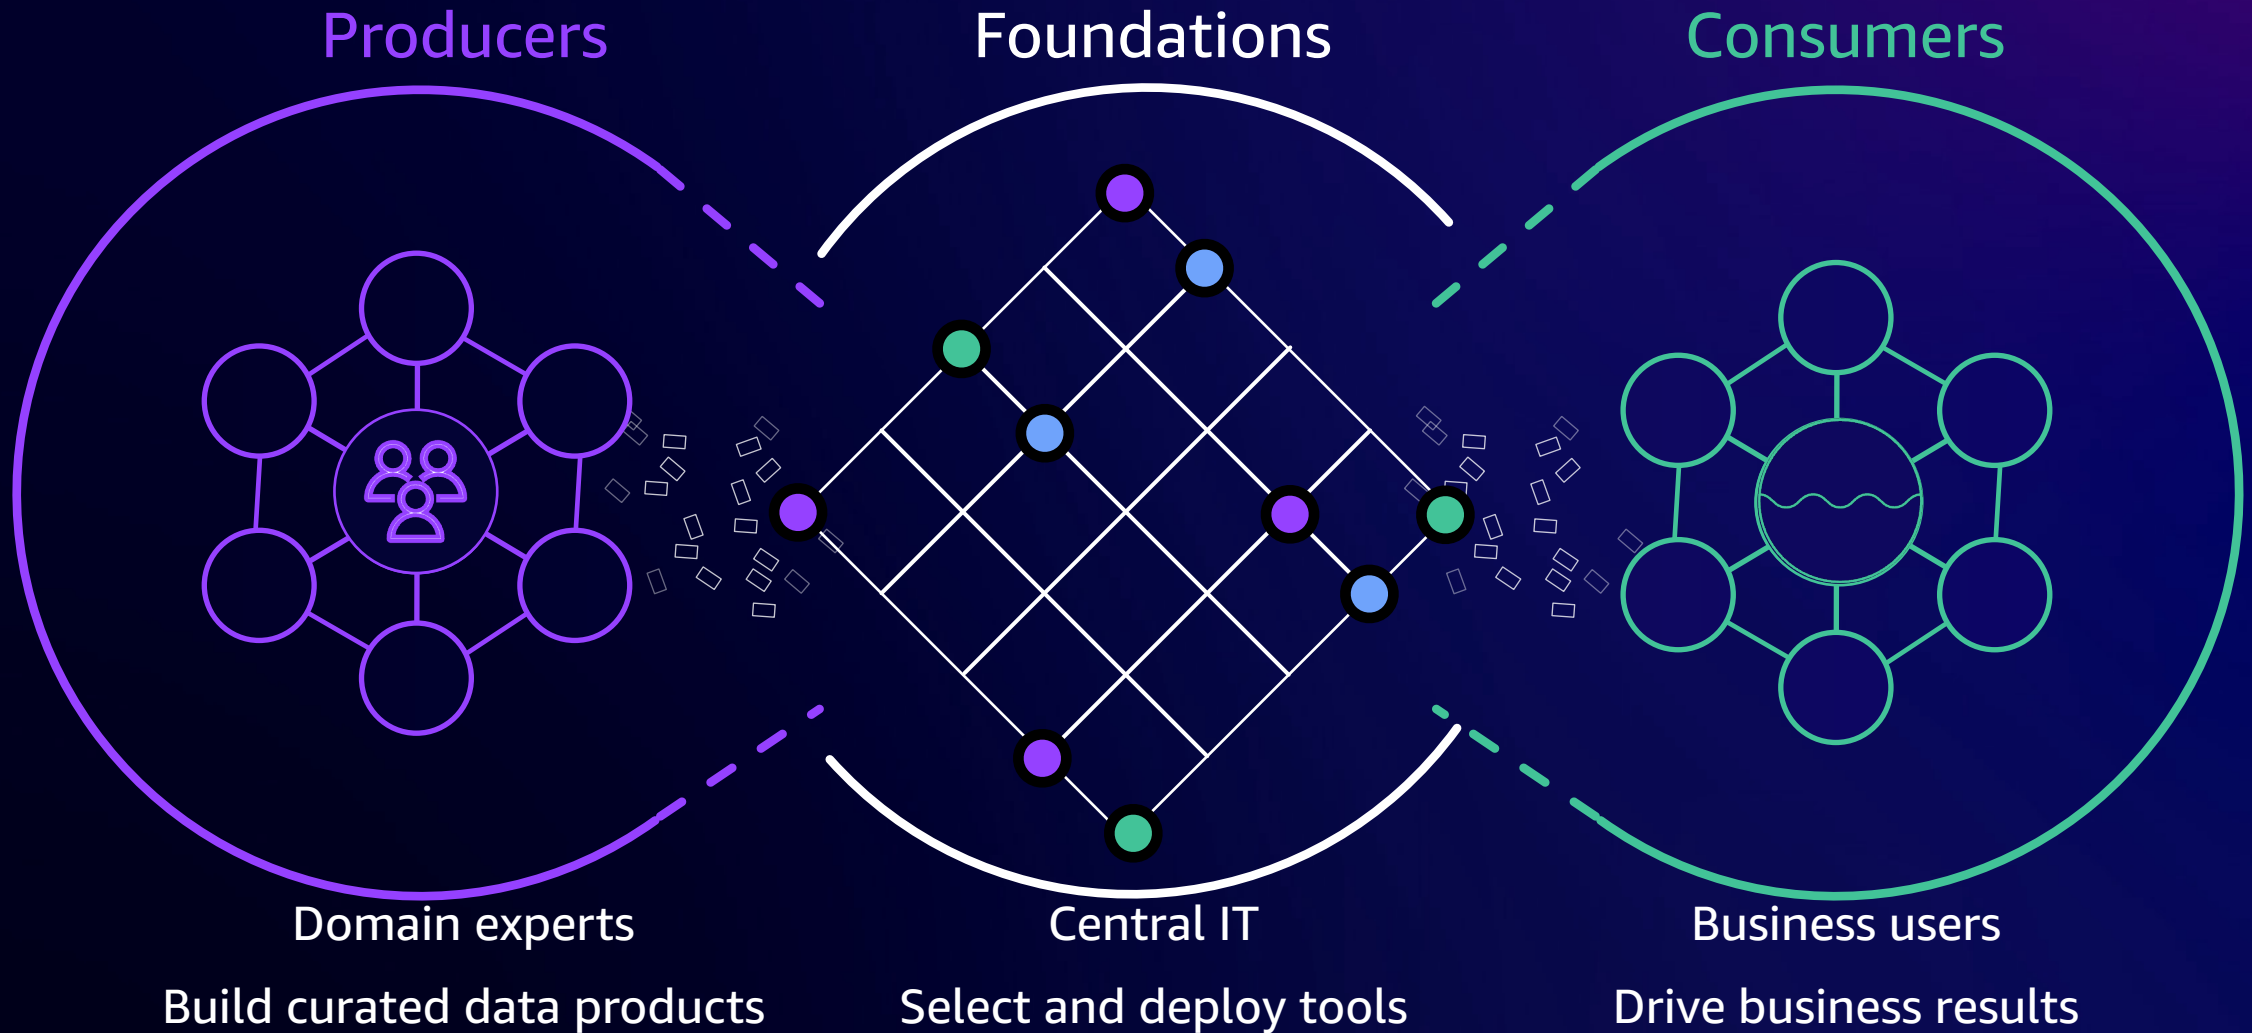 Producers
Foundations
Consumers
Domain experts
Central IT
Business users
Build curated data products
Select and deploy tools
Drive business results